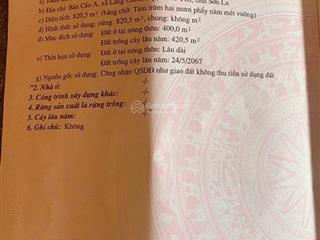 b) Địa chỉ: Bản Cáo A, xã Làng Sơn La
c) Diện tích: 820,5 m² (bằng chữ: Tám trăm hai mươi phẩy năm mét vuông)
d) Hình thức sử dụng: riêng: 820,5 m², chung: không m²
đ) Mục đích sử dụng: Đất ở tại nông thôn: 400,0 m²
Đất trồng cây lâu năm: 420,5 m²
e) Thời hạn sử dụng: Đất ở tại nông thôn: Lâu dài
Đất trồng cây lâu năm: 24/5/2067
g) Nguồn gốc sử dụng: Công nhận QSDĐ như giao đất không thu tiền sử dụng đất
"2. Nhà ở: -/-
3. Công trình xây dựng khác: -/-
4. Rừng sản xuất là rừng trồng: -/-
5. Cây lâu năm: -/-
6. Ghi chú: Không